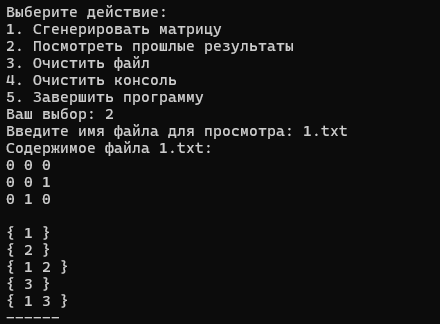 Выберите действие:
1. Сгенерировать матрицу
2. Посмотреть прошлые результаты
3. Очистить файл
4. Очистить консоль
5. Завершить программу
Ваш выбор: 2
Введите имя файла для просмотра: 1.txt
Содержимое файла 1.txt:
0 0 0
0 0 1
0 1 0

{ 1 }
{ 2 }
{ 1 2 }
{ 3 }
{ 1 3 }
------